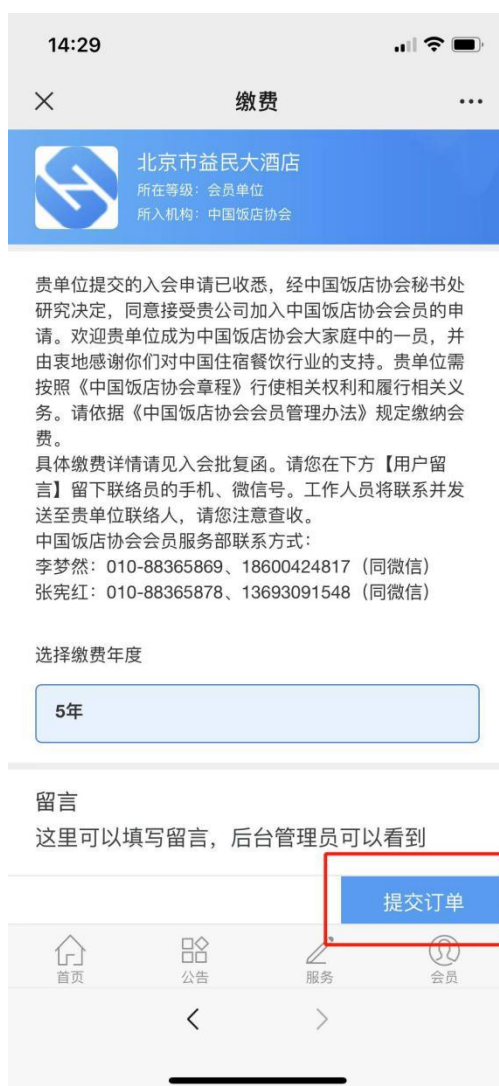 14:29
缴费
北京市益民大酒店
所在等级：会员单位
所入机构：中国饭店协会
贵单位提交的入会申请已收悉，经中国饭店协会秘书处
研究决定，同意接受贵公司加入中国饭店协会会员的申
请。欢迎贵单位成为中国饭店协会大家庭中的一员，并
由衷地感谢你们对中国住宿餐饮行业的支持。贵单位需
按照《中国饭店协会章程》行使相关权利和履行相关义
务。请依据《中国饭店协会会员管理办法》规定缴纳会
费。
具体缴费详情请见入会批复函。请您在下方【用户留
言】留下联络员的手机、微信号。工作人员将联系并发
送至贵单位联络人，请您注意查收。
中国饭店协会会员服务部联系方式：
李梦然：010-88365869、18600424817（同微信）
张宪红：010-88365878、13693091548（同微信）
选择缴费年度
5年
留言
这里可以填写留言，后台管理员可以看到
提交订单
首页
公告
服务
会员